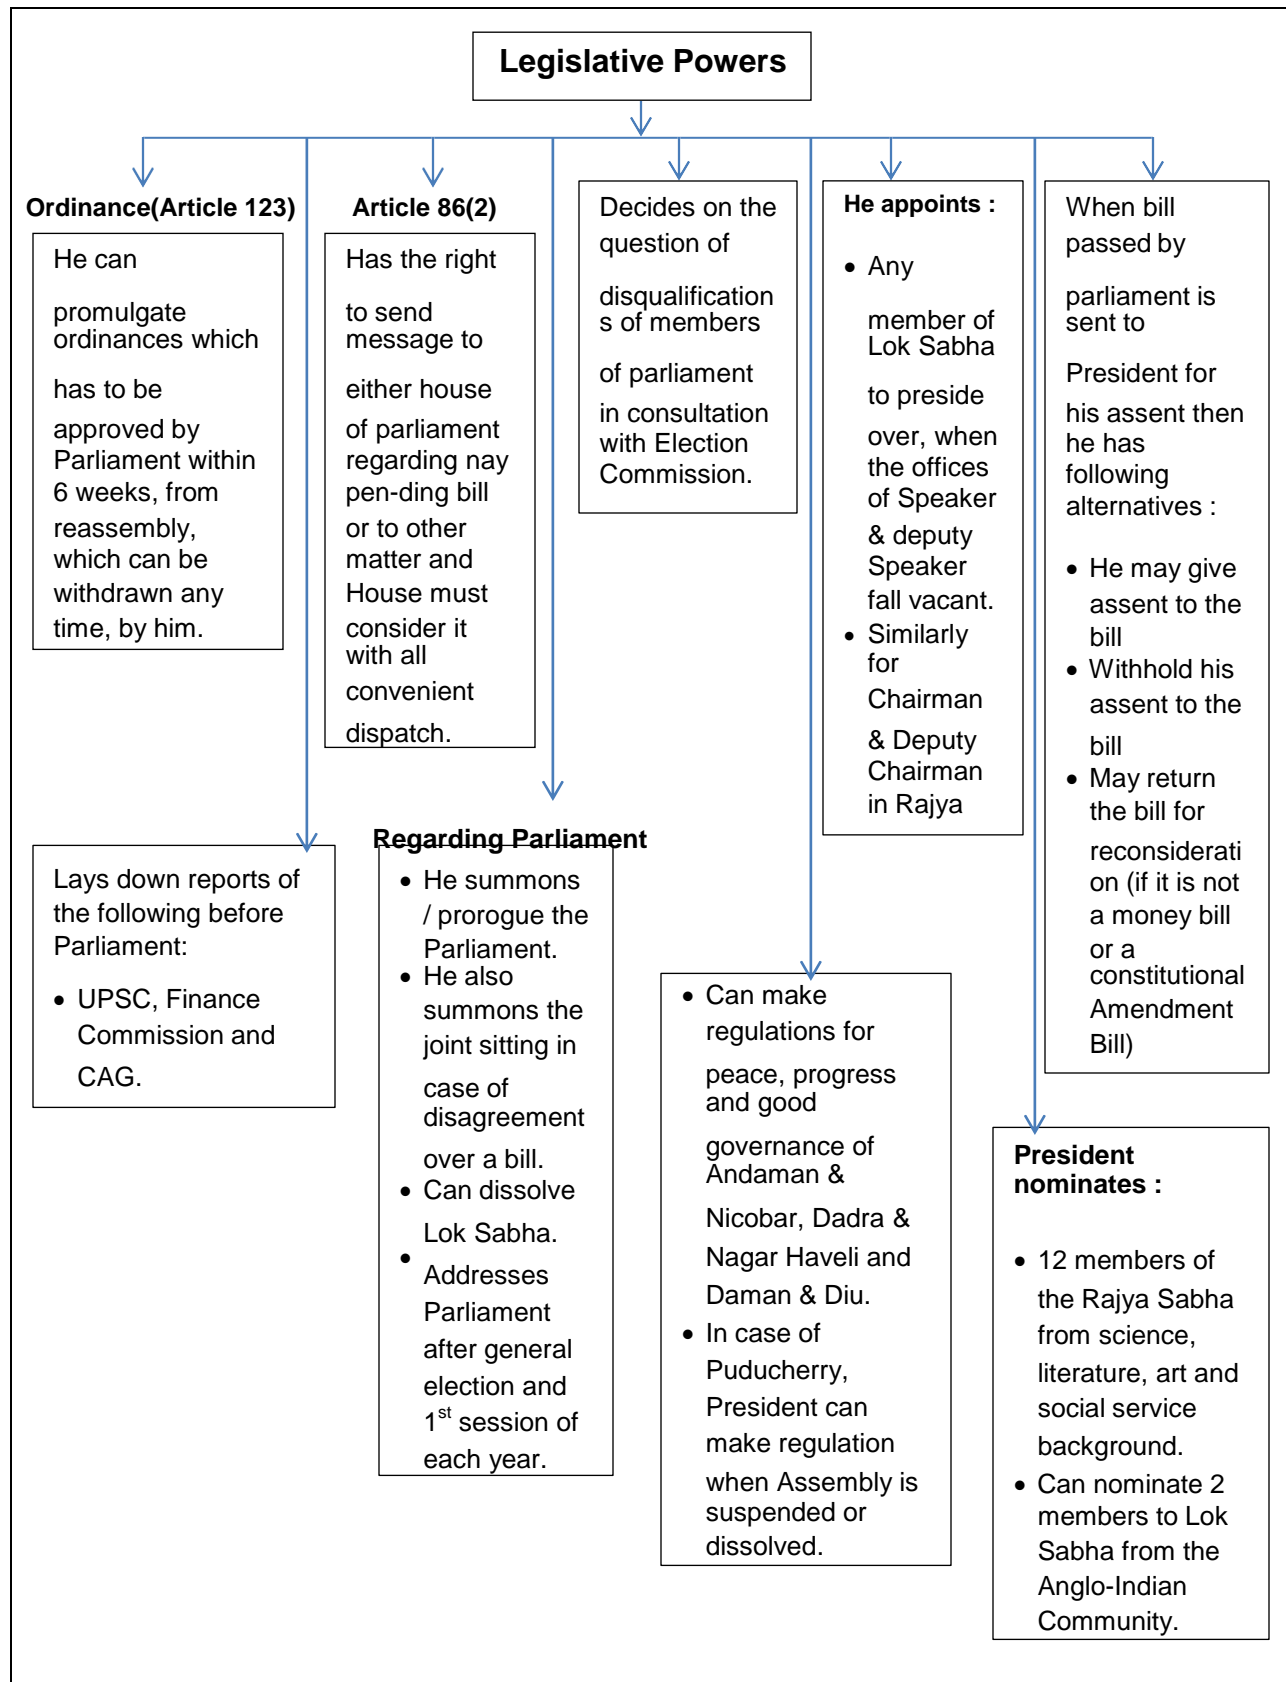 Legislative Powers
Ordinance(Article 123)
He can
promulgate
ordinances which
has to be
approved by
Parliament within
6 weeks, from
reassembly,
which can be
withdrawn any
time, by him.
Article 86(2)
Has the right
to send
message to
either house
of parliament
regarding nay
pen-ding bill
or to other
matter and
House must
consider it
with all
convenient
dispatch.
Decides on the
question of
disqualification
s of members
of parliament
in consultation
with Election
Commission.
He appoints :
• Any
member of
Lok Sabha
to preside
over, when
the offices
of Speaker
& deputy
Speaker
fall vacant.
• Similarly
for
Chairman
& Deputy
Chairman
in Rajya
When bill
passed by
parliament is
sent to
President for
his assent then
he has
following
alternatives :
• He may give
assent to the
bill
• Withhold his
assent to the
bill
• May return
the bill for
reconsiderati
on (if it is not
a money bill
or a
constitutional
Amendment
Bill)
Lays down reports of
the following before
Parliament:
• UPSC, Finance
Commission and
CAG.
Regarding Parliament
• He summons
/ prorogue the
Parliament.
• He also
summons the
joint sitting in
case of
disagreement
over a bill.
• Can dissolve
Lok Sabha.
• Addresses
Parliament
after general
election and
1st session of
each year.
• Can make
regulations for
peace, progress
and good
governance of
Andaman &
Nicobar, Dadra &
Nagar Haveli and
Daman & Diu.
• In case of
Puducherry,
President can
make regulation
when Assembly is
suspended or
dissolved.
President
nominates :
• 12 members of
the Rajya Sabha
from science,
literature, art and
social service
background.
• Can nominate 2
members to Lok
Sabha from the
Anglo-Indian
Community.